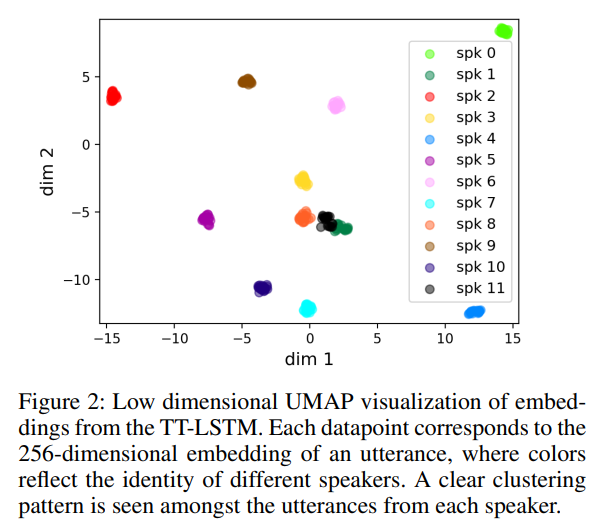 5
0
−5
−10
dim 2
−15
−10
−5
0
5
10
15
dim 1
spk 0
spk 1
spk 2
spk 3
spk 4
spk 5
spk 6
spk 7
spk 8
spk 9
spk 10
spk 11
Figure 2: Low dimensional UMAP visualization of embed-
dings from the TT-LSTM. Each datapoint corresponds to the
256-dimensional embedding of an utterance, where colors
reflect the identity of different speakers. A clear clustering
pattern is seen amongst the utterances from each speaker.